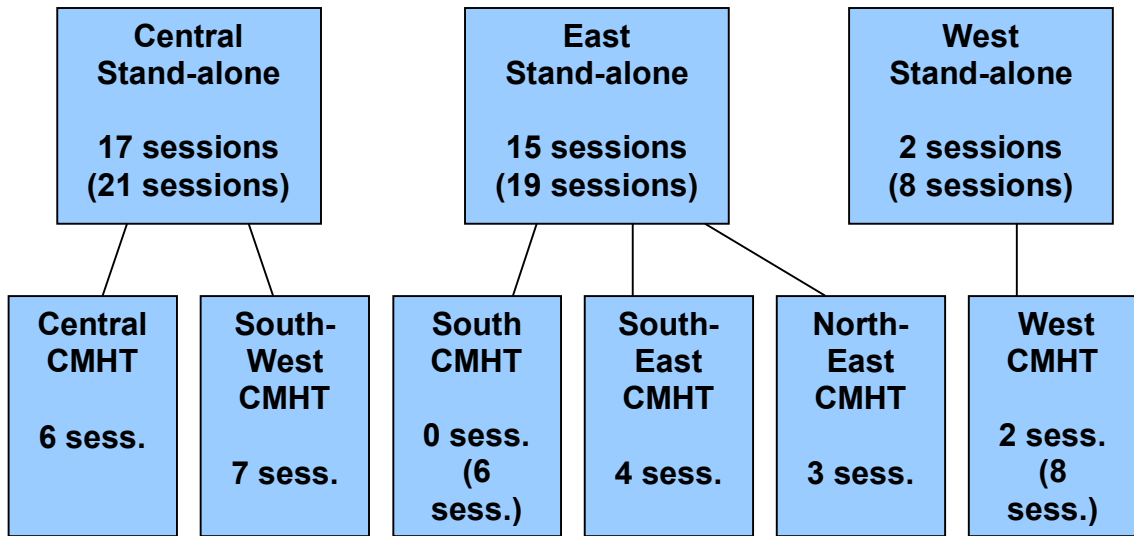 Central
Stand-alone
17 sessions
(21 sessions)
East
Stand-alone
15 sessions
(19 sessions)
West
Stand-alone
2 sessions
(8 sessions)
Central
CMHT
6 sess.
South-
West
CMHT
7 sess.
South
CMHT
0 sess.
(6
sess.)
South-
East
CMHT
4 sess.
North-
East
CMHT
3 sess.
West
CMHT
2 sess.
(8
sess.)